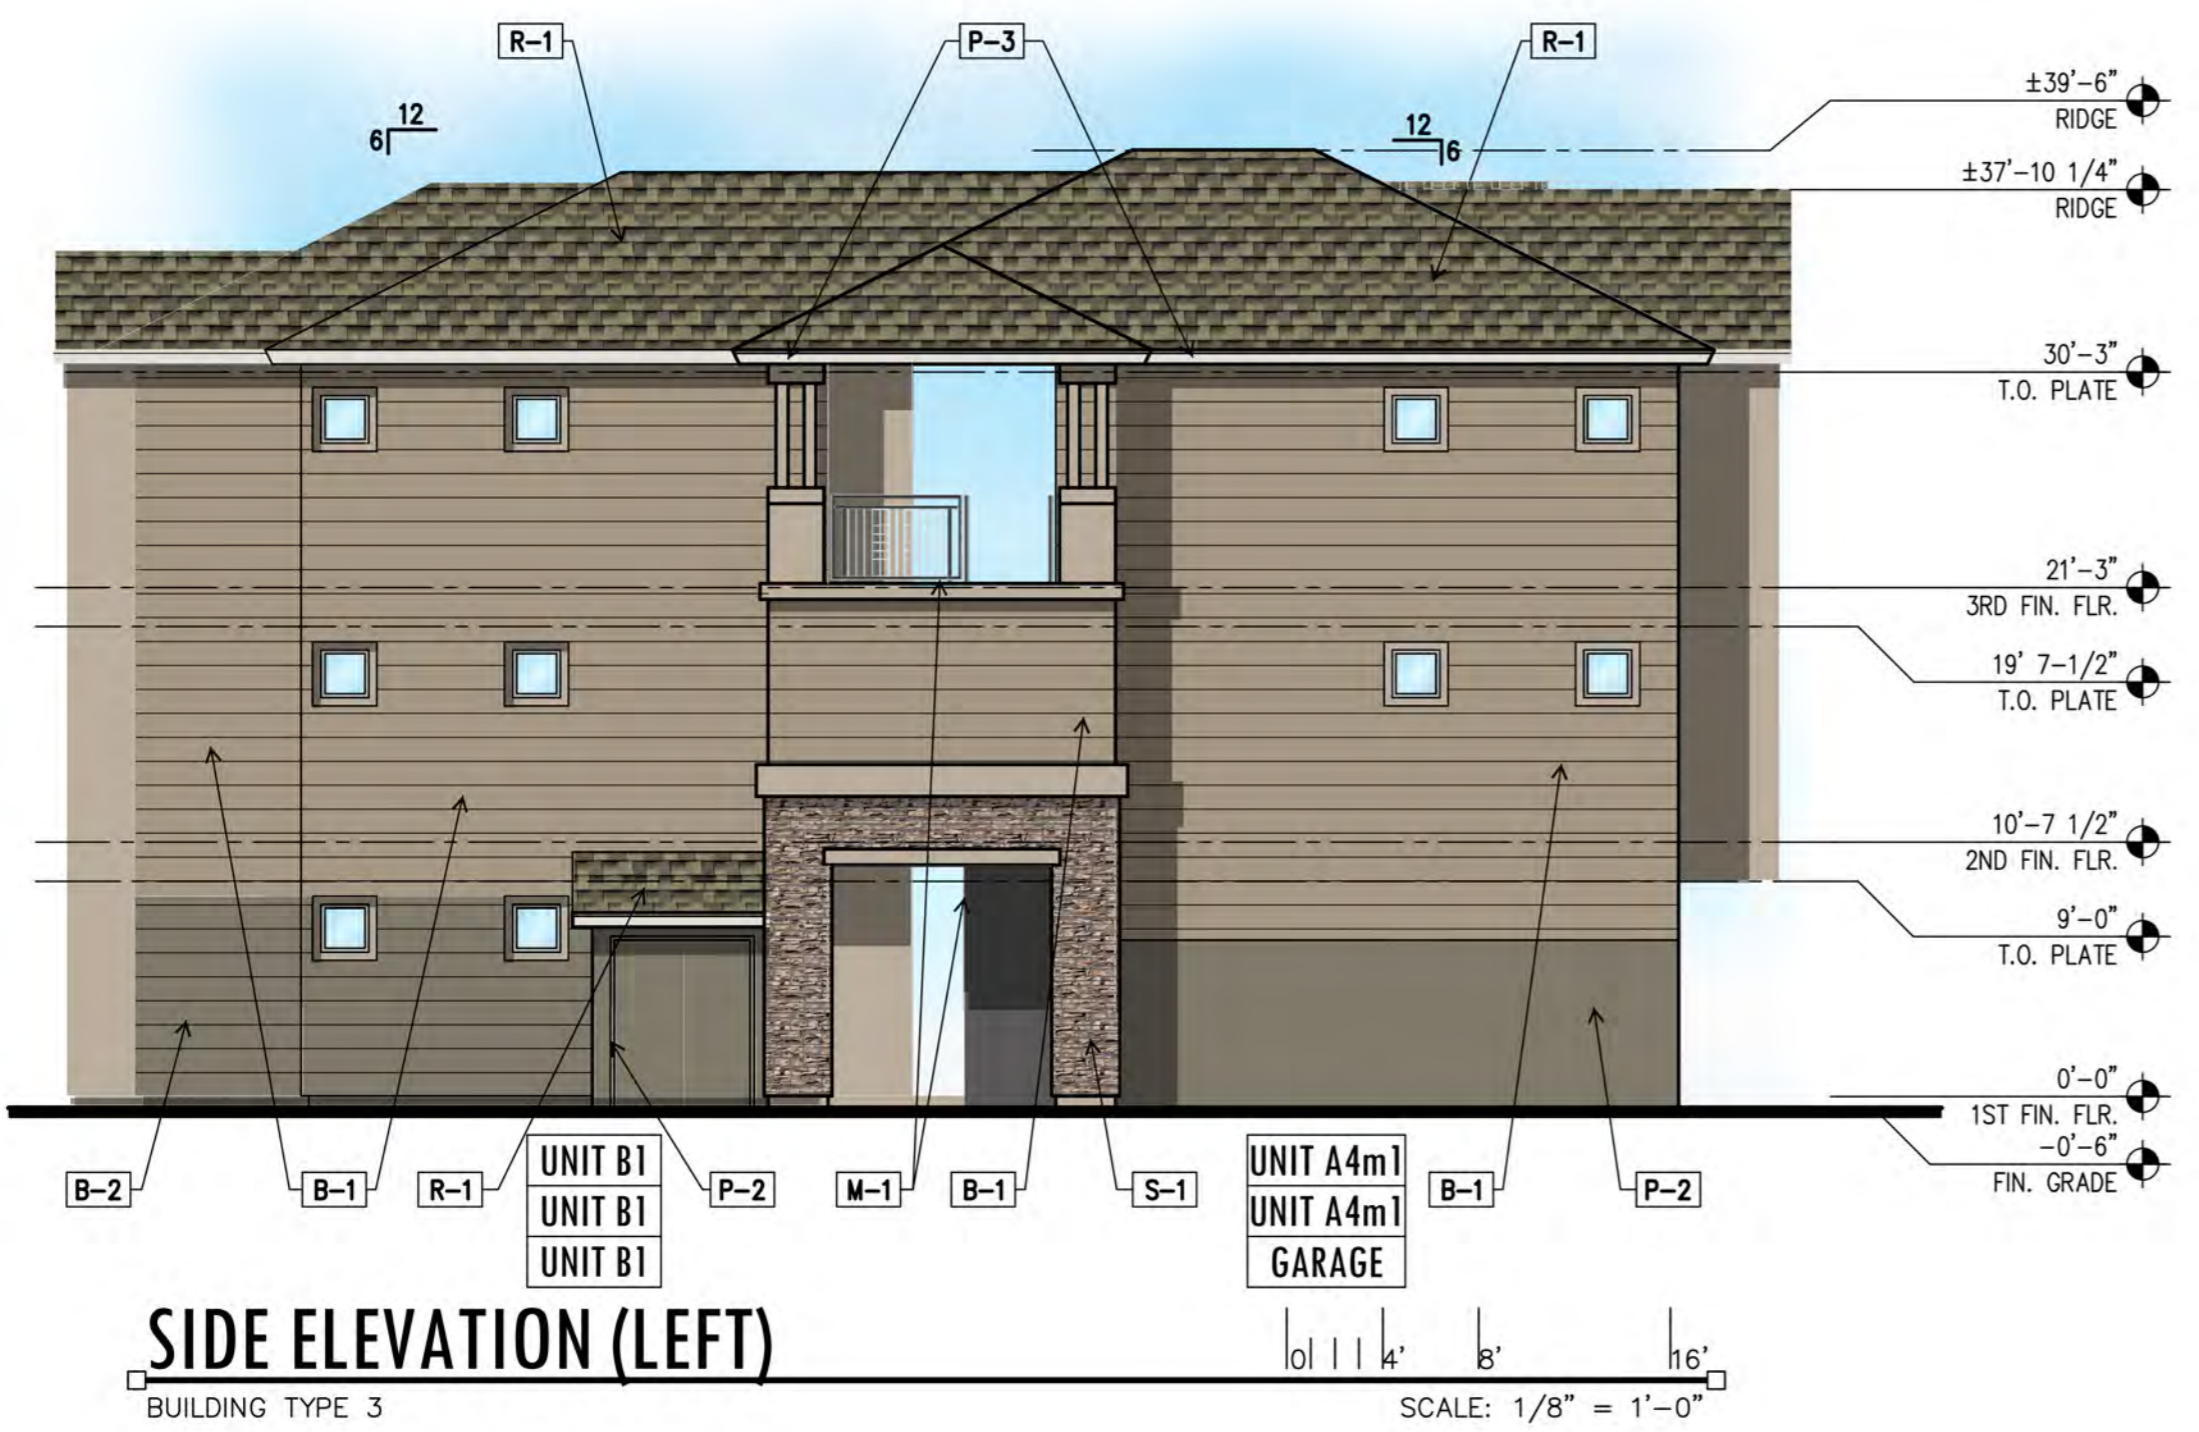 R-1
P-3
R-1
12
6
12
6
±39'-6"
RIDGE
±37'-10 1/4"
RIDGE
30'-3"
T.O. PLATE
21'-3"
3RD FIN. FLR.
19' 7-1/2"
T.O. PLATE
10'-7 1/2"
2ND FIN. FLR.
9'-0"
T.O. PLATE
0'-0"
1ST FIN. FLR.
-0'-6"
FIN. GRADE
B-2
B-1
R-1
UNIT B1
UNIT B1
UNIT B1
P-2
M-1
B-1
S-1
UNIT A4m1
UNIT A4m1
GARAGE
B-1
P-2
SIDE ELEVATION (LEFT)
0 4' 8' 16'
BUILDING TYPE 3
SCALE: 1/8" = 1'-0"